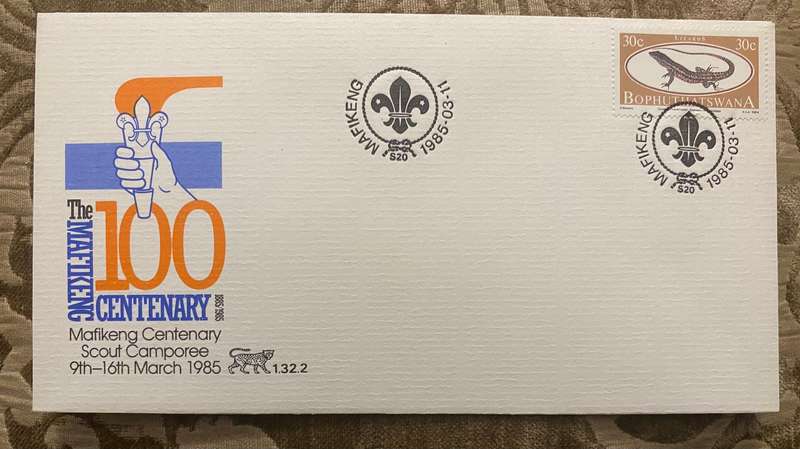 30c 30c
BOPHUTHATSWANA
MAFIKENG 1985-03-11
S20
MAFIKENG 1985-03-11
S20
The
MAFIKENG
100
CENTENARY
1885-1985
Mafikeng Centenary
Scout Camporee
9th–16th March 1985
1.32.2